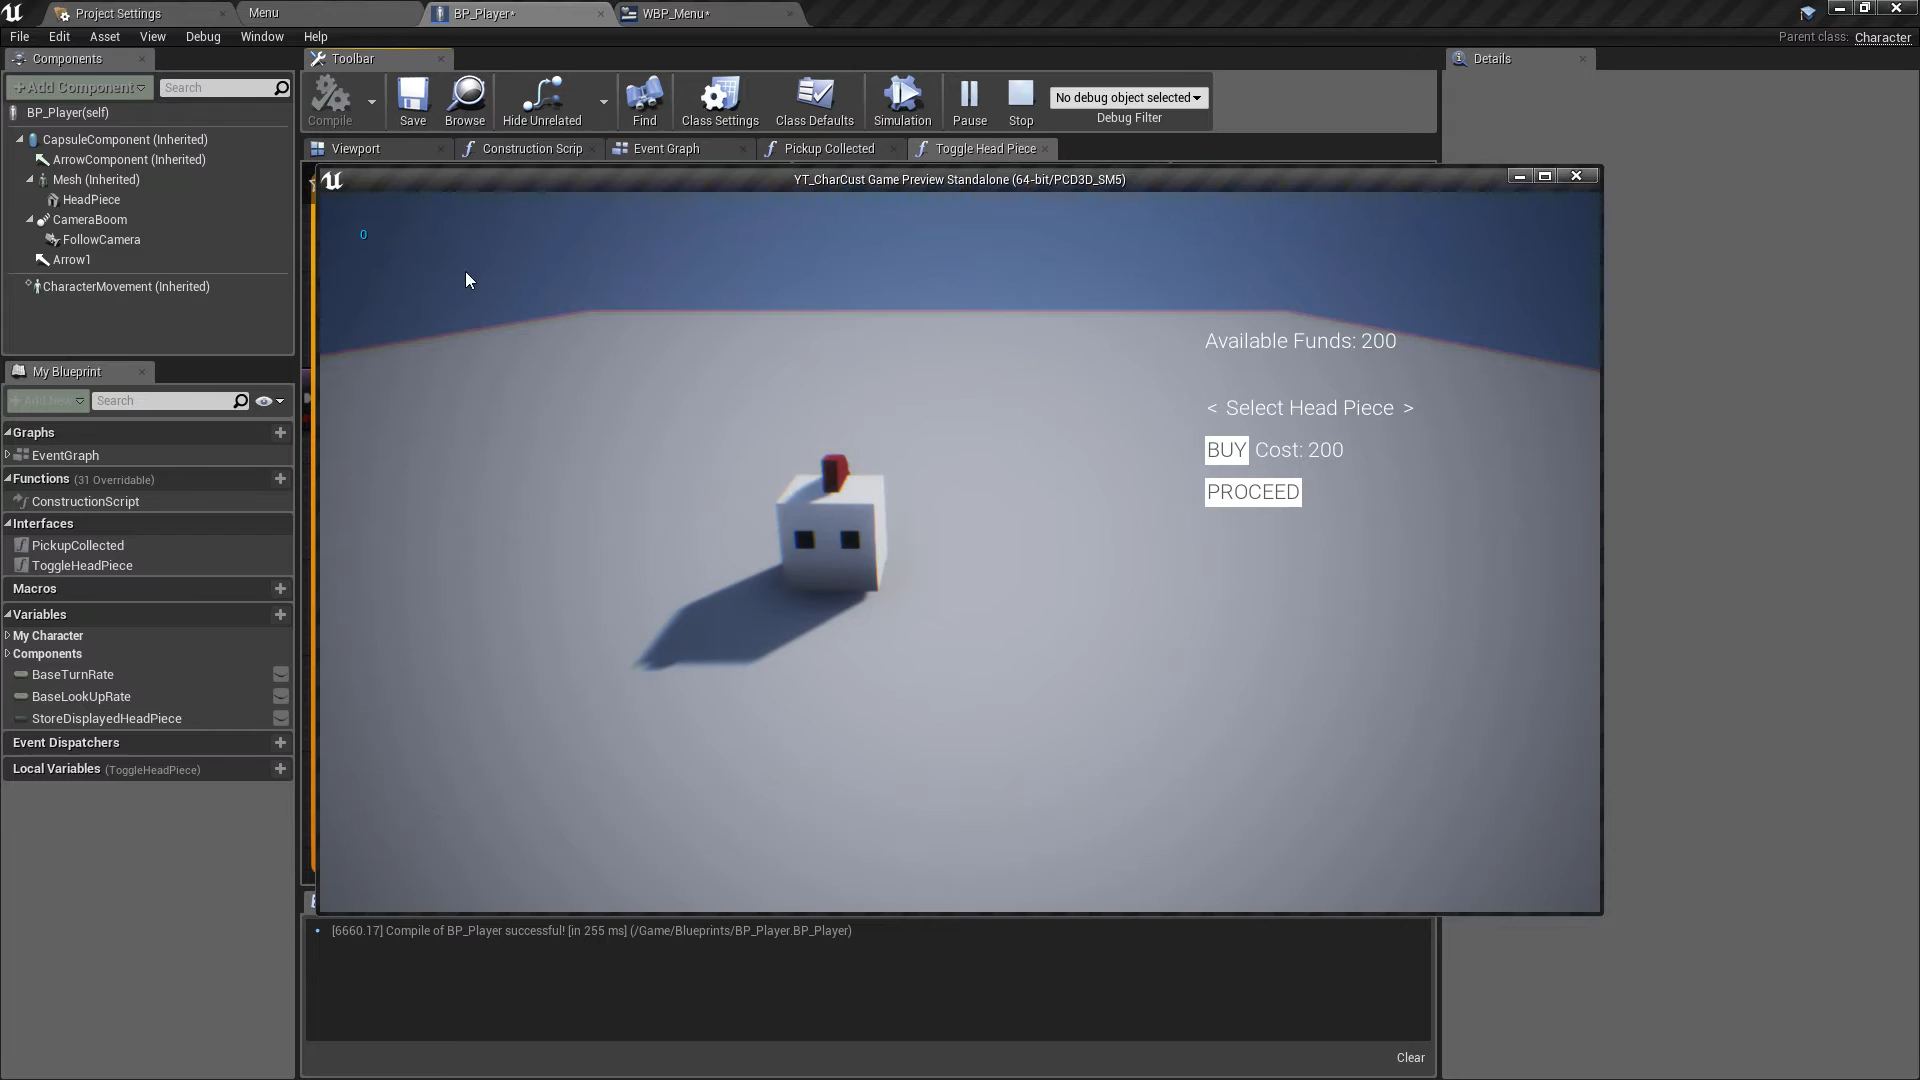 Project Settings
Menu
BP_Player*
WBP_Menu*
File Edit Asset View Window Debug Help
Parent class: Character
Components
Toolbar
Details
+Add Component
Search
Compile
Save
Browse
Hide Unrelated
Find
Class Settings
Class Defaults
Simulation
Pause
Stop
No debug object selected
Debug Filter
BP_Player(self)
CapsuleComponent (Inherited)
ArrowComponent (Inherited)
Mesh (Inherited)
HeadPiece
CameraBoom
FollowCamera
Arrow1
CharacterMovement (Inherited)
Viewport
Construction Scrip
Event Graph
Pickup Collected
Toggle Head Piece
YT_CharCust Game Preview Standalone (64-bit/PCD3D_SM5)
0
Available Funds: 200
< Select Head Piece >
BUY Cost: 200
PROCEED
My Blueprint
+ Add New
Search
Graphs
EventGraph
Functions (31 Overridable)
ConstructionScript
Interfaces
PickupCollected
ToggleHeadPiece
Macros
Variables
My Character
Components
BaseTurnRate
BaseLookUpRate
StoreDisplayedHeadPiece
Event Dispatchers
Local Variables (ToggleHeadPiece)
[6660.17] Compile of BP_Player successful! [in 255 ms] (/Game/Blueprints/BP_Player.BP_Player)
Clear